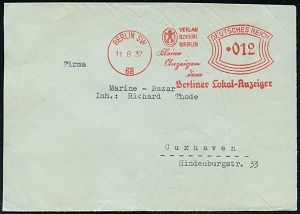 BERLIN SW
11.8.32
68
VERLAG
SCHERL
BERLIN
Kleine
Anzeigen
dem
Berliner Lokal-Anzeiger
DEUTSCHES REICH
012
Firma
Marine - Bazar
Inh: Richard Thode
Cuxhaven
Hindenburgstr. 33